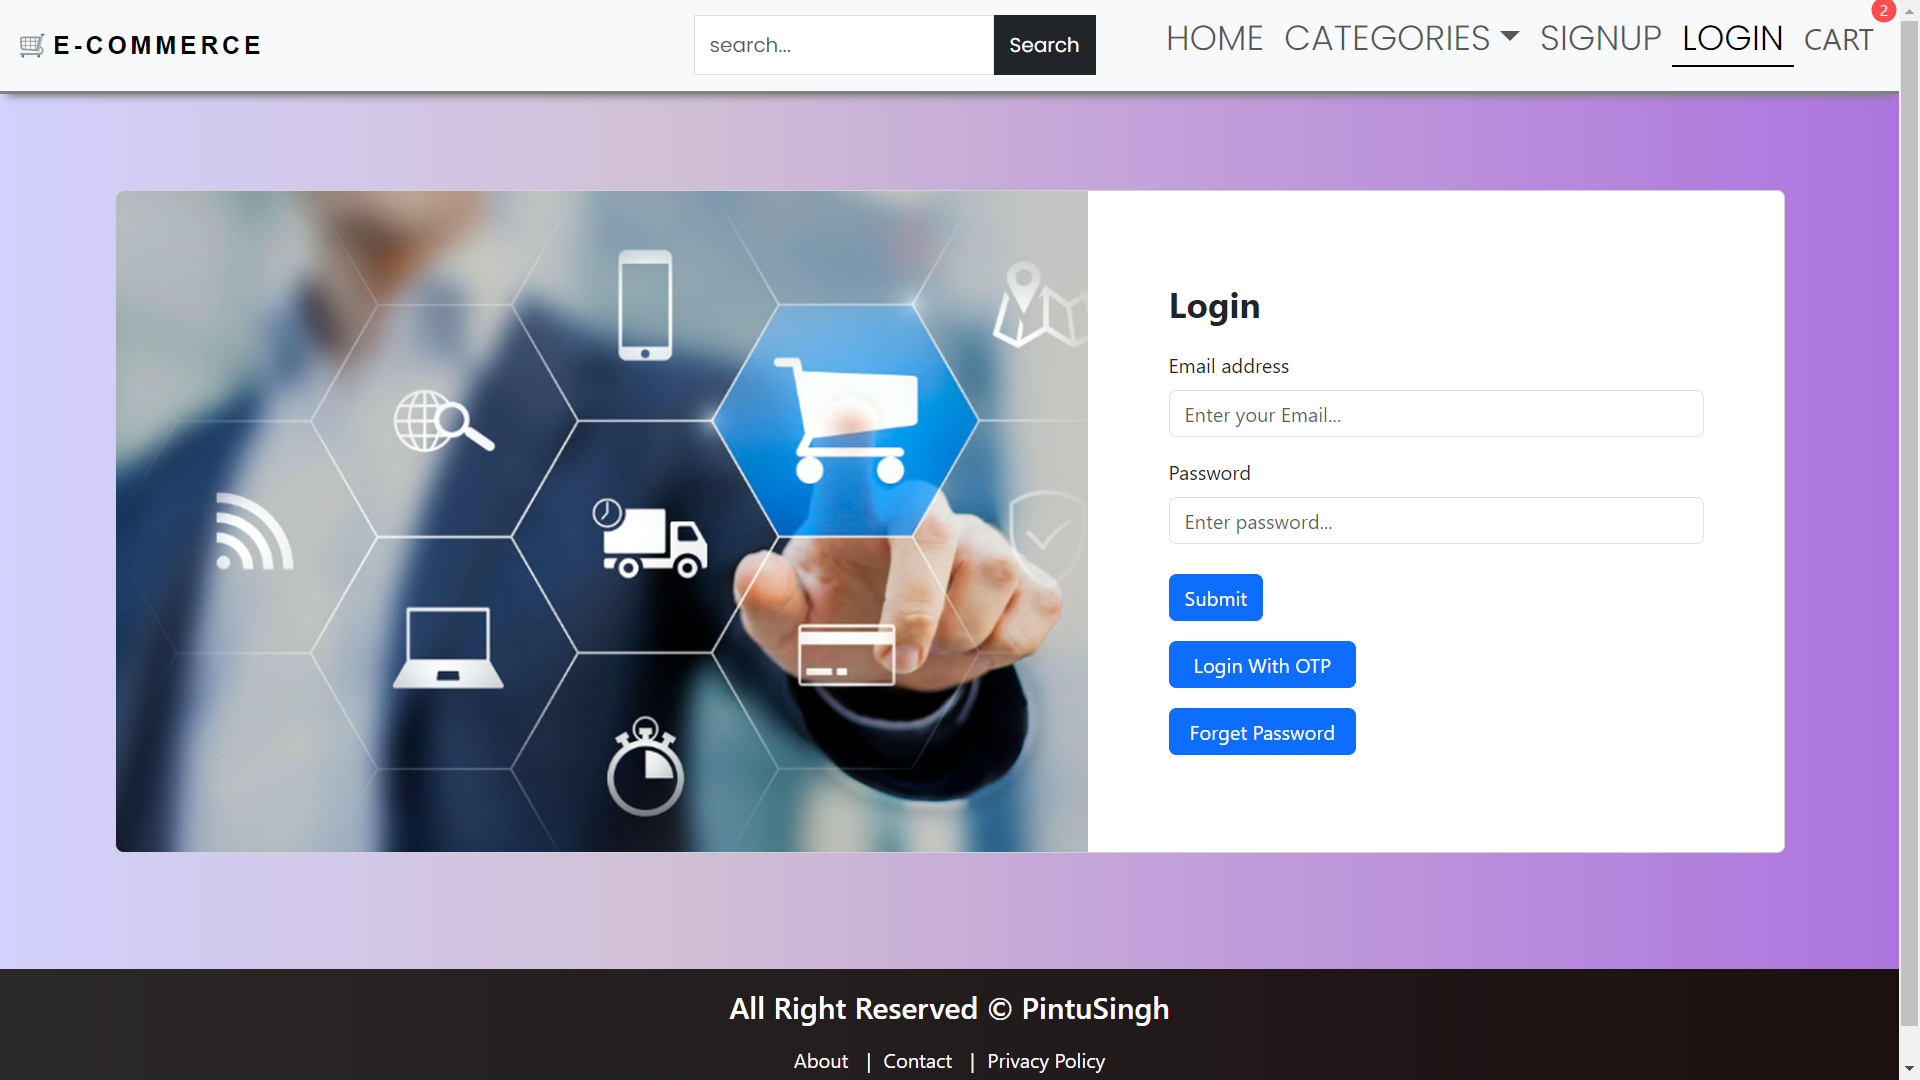 E-COMMERCE
search...
Search
HOME
CATEGORIES
SIGNUP
LOGIN
CART
2
Login
Email address
Enter your Email...
Password
Enter password...
Submit
Login With OTP
Forget Password
All Right Reserved © PintuSingh
About | Contact | Privacy Policy